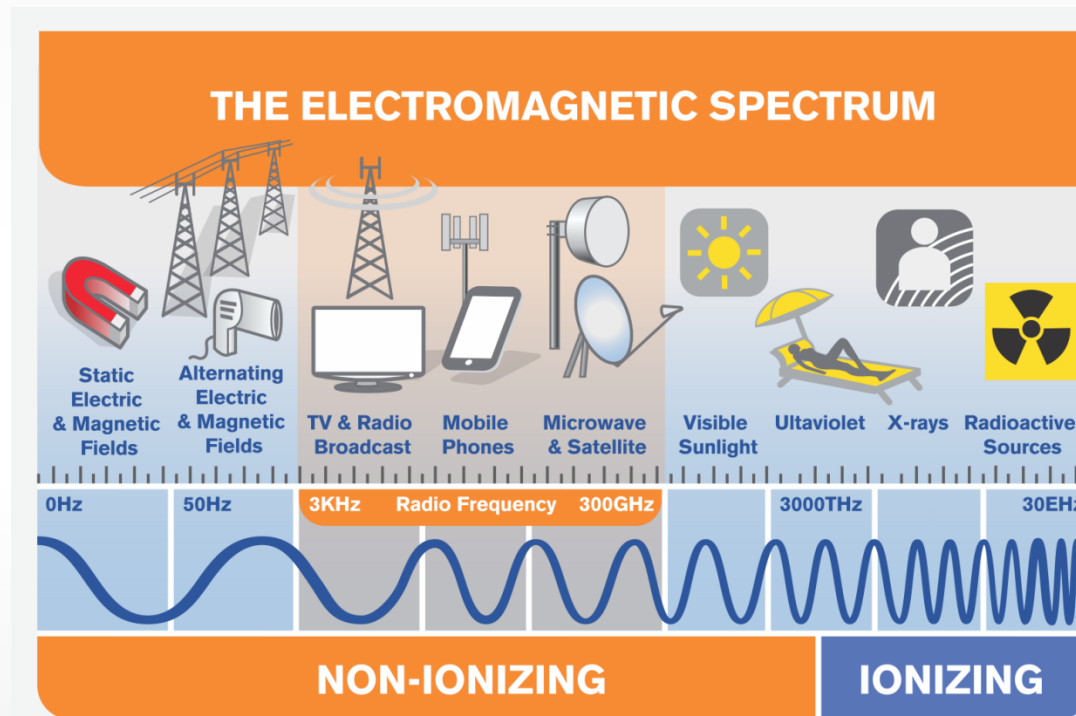 THE ELECTROMAGNETIC SPECTRUM
Static
Electric
& Magnetic
Fields
Alternating
Electric
& Magnetic
Fields
TV & Radio
Broadcast
Mobile
Phones
Microwave
& Satellite
Visible
Sunlight
Ultaviolet
X-rays
Radioactive
Sources
0Hz
50Hz
3KHz
Radio Frequency
300GHz
3000THz
30EHz
NON-IONIZING
IONIZING